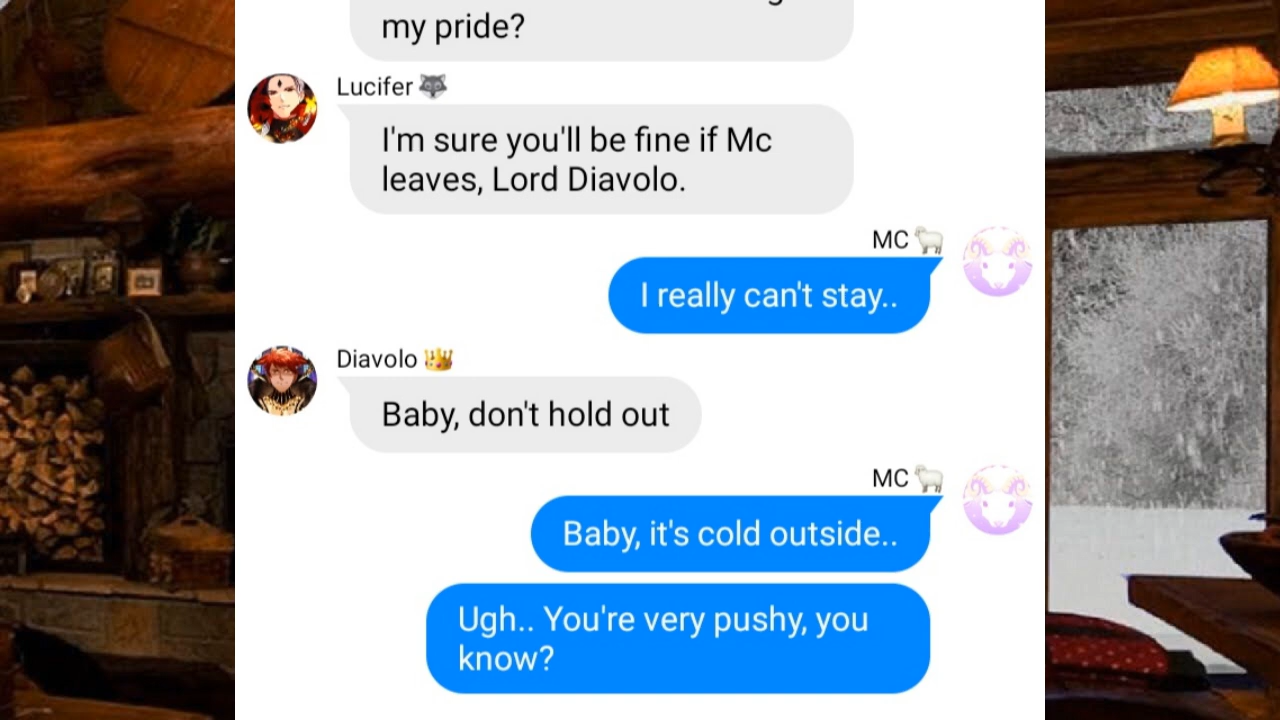 my pride?
Lucifer 🐺
I'm sure you'll be fine if Mc
leaves, Lord Diavolo.
MC 🐑
I really can't stay..
Diavolo 👑
Baby, don't hold out
MC 🐑
Baby, it's cold outside..
Ugh.. You're very pushy, you
know?